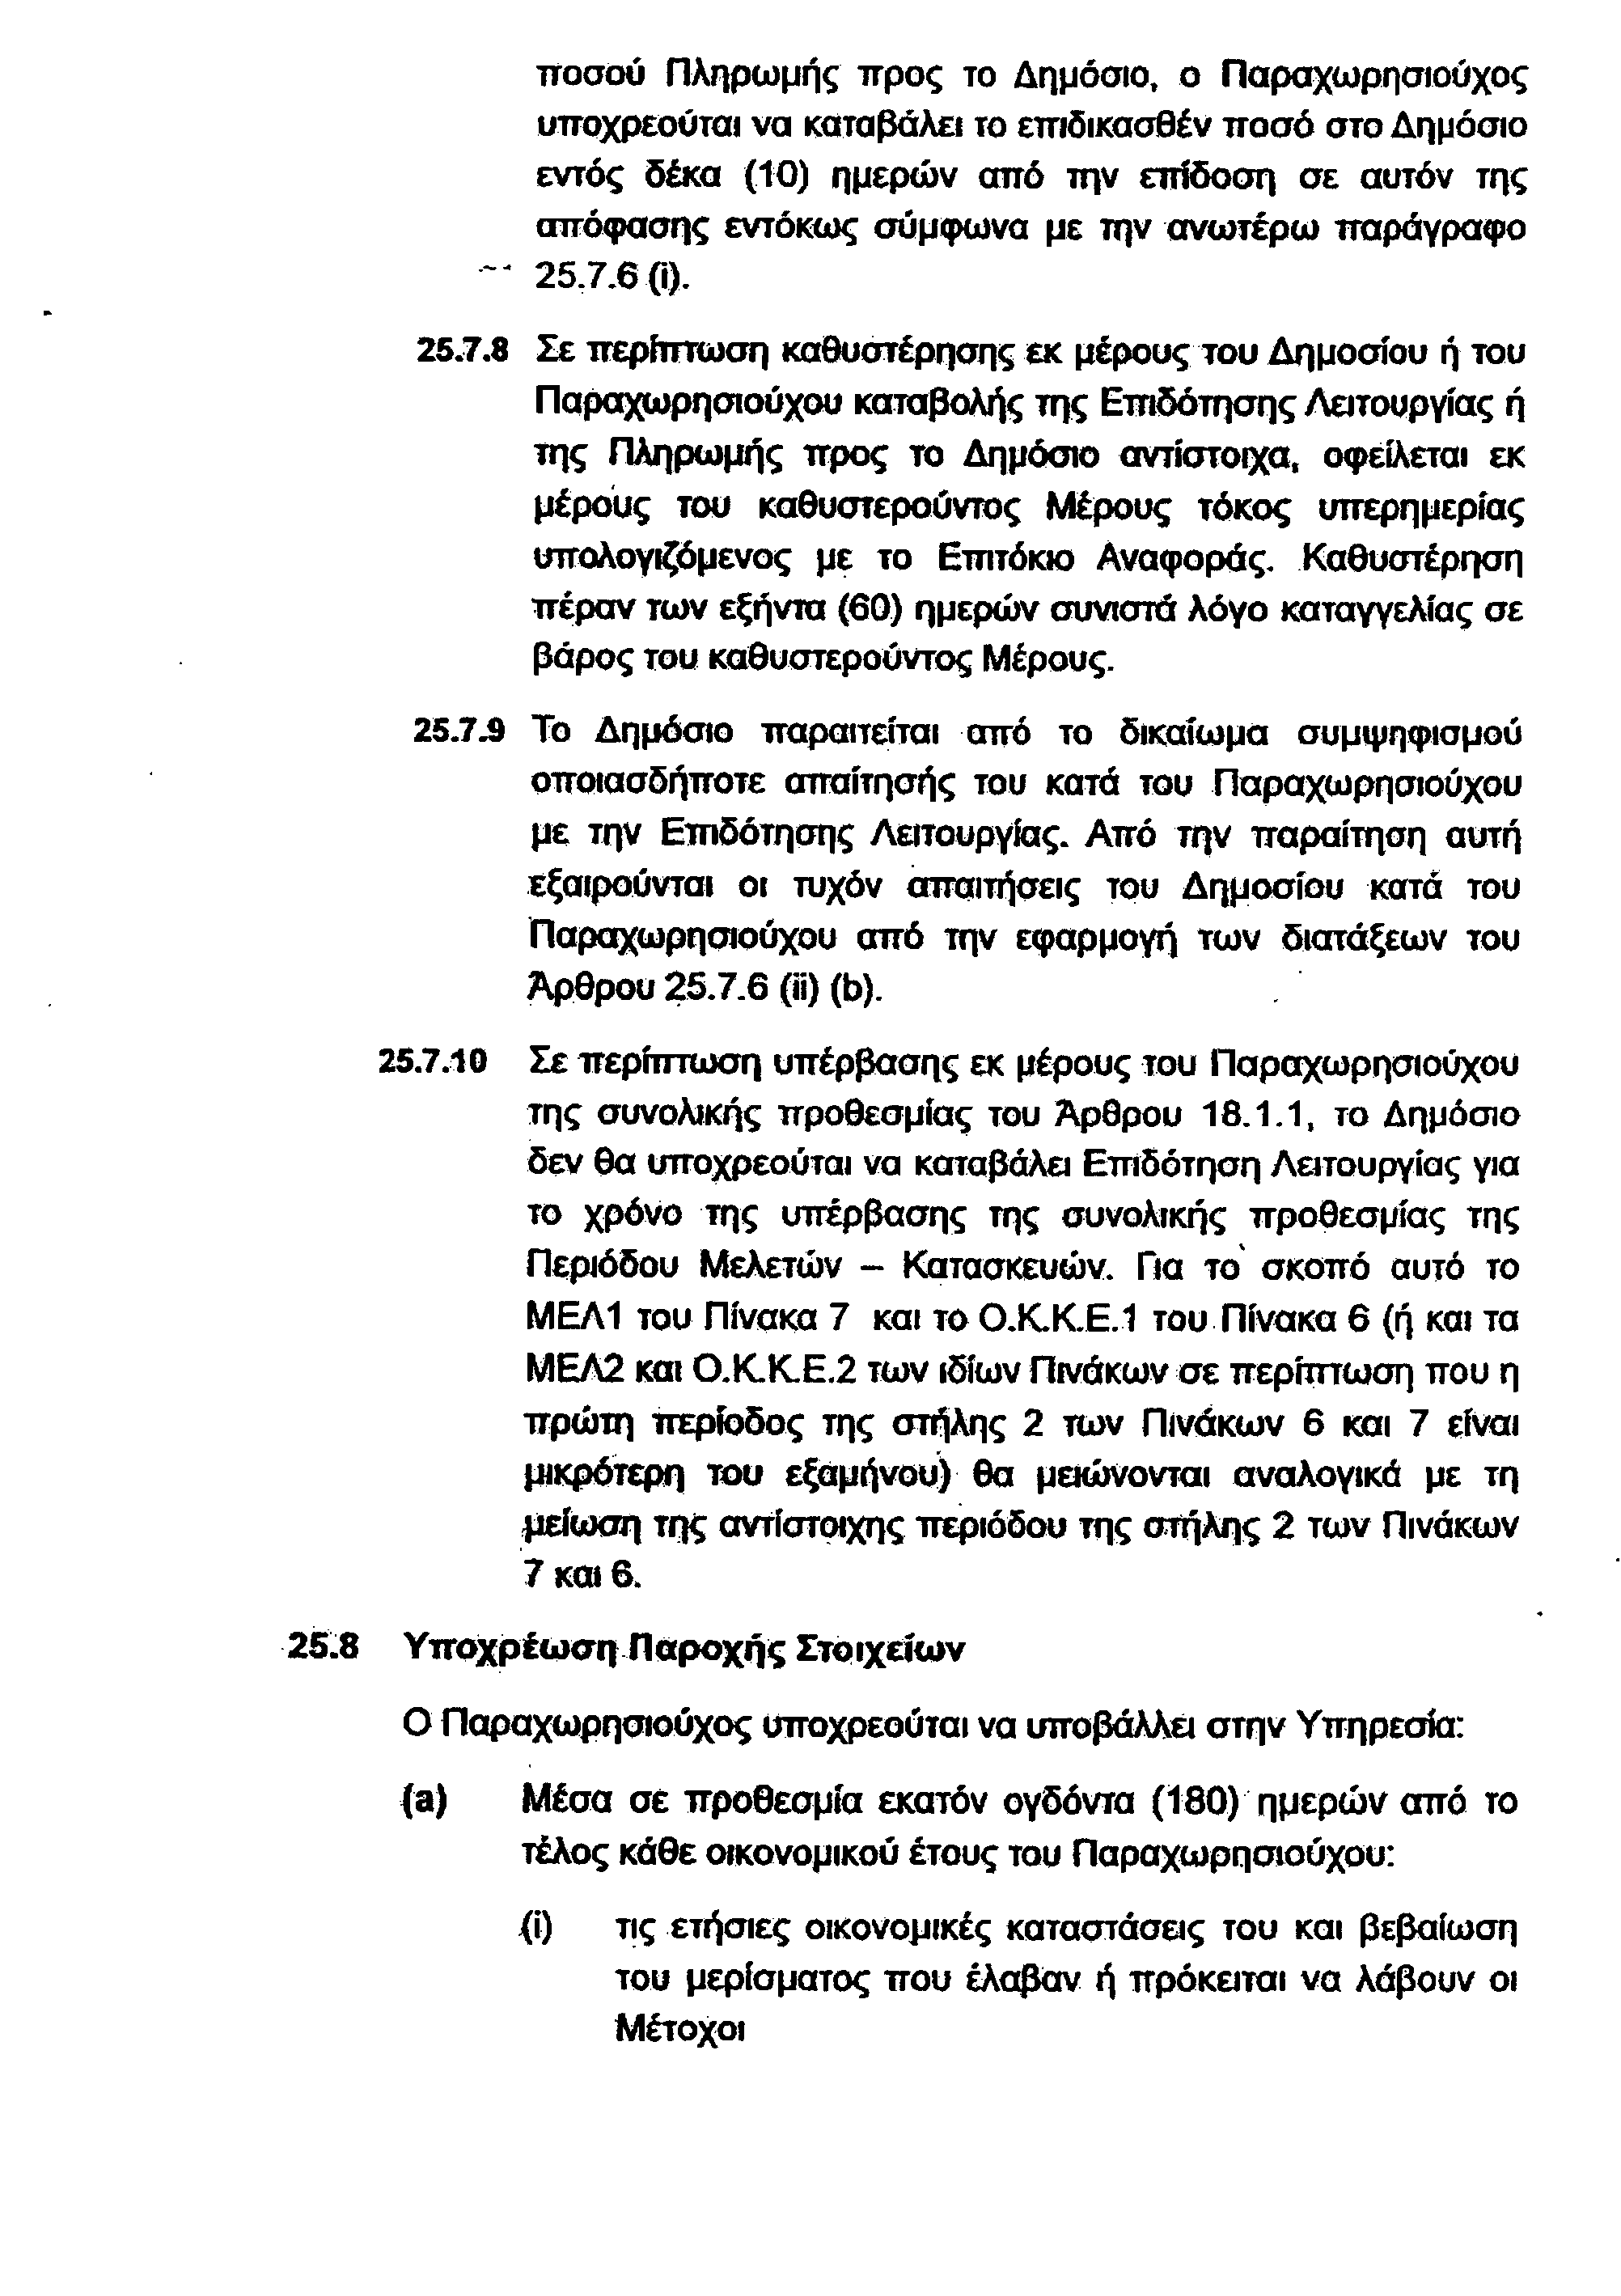 ποσού Πληρωμής προς το Δημόσιο, ο Παραχωρησιούχος
υποχρεούται να καταβάλει το επιδικασθέν ποσό στο Δημόσιο
εντός δέκα (10) ημερών από την επίδοση σε αυτόν της
απόφασης εντόκως σύμφωνα με την ανωτέρω παράγραφο
25.7.6 (i).
25.7.8 Σε περίπτωση καθυστέρησης εκ μέρους του Δημοσίου ή του
Παραχωρησιούχου καταβολής της Επιδότησης Λειτουργίας ή
της Πληρωμής προς το Δημόσιο αντίστοιχα, οφείλεται εκ
μέρους του καθυστερούντος Μέρους τόκος υπερημερίας
υπολογιζόμενος με το Επιτόκιο Αναφοράς. Καθυστέρηση
πέραν των εξήντα (60) ημερών συνιστά λόγο καταγγελίας σε
βάρος του καθυστερούντος Μέρους.
25.7.9 Το Δημόσιο παραιτείται από το δικαίωμα συμψηφισμού
οποιασδήποτε απαίτησής του κατά του Παραχωρησιούχου
με την Επιδότησης Λειτουργίας. Από την παραίτηση αυτή
εξαιρούνται οι τυχόν απαιτήσεις του Δημοσίου κατά του
Παραχωρησιούχου από την εφαρμογή των διατάξεων του
Άρθρου 25.7.6 (ii) (b).
25.7.10 Σε περίπτωση υπέρβασης εκ μέρους του Παραχωρησιούχου
της συνολικής προθεσμίας του Άρθρου 18.1.1, το Δημόσιο
δεν θα υποχρεούται να καταβάλει Επιδότηση Λειτουργίας για
το χρόνο της υπέρβασης της συνολικής προθεσμίας της
Περιόδου Μελετών – Κατασκευών. Για το σκοπό αυτό το
ΜΕΛ1 του Πίνακα 7 και το Ο.Κ.Κ.Ε.1 του Πίνακα 6 (ή και τα
ΜΕΛ2 και Ο.Κ.Κ.Ε.2 των ιδίων Πινάκων σε περίπτωση που η
πρώτη περίοδος της στήλης 2 των Πινάκων 6 και 7 είναι
μικρότερη του εξαμήνου) θα μειώνονται αναλογικά με τη
μείωση της αντίστοιχης περιόδου της στήλης 2 των Πινάκων
7 και 6.
25.8 Υποχρέωση Παροχής Στοιχείων
Ο Παραχωρησιούχος υποχρεούται να υποβάλλει στην Υπηρεσία:
(a) Μέσα σε προθεσμία εκατόν ογδόντα (180) ημερών από το
τέλος κάθε οικονομικού έτους του Παραχωρησιούχου:
(i) τις ετήσιες οικονομικές καταστάσεις του και βεβαίωση
του μερίσματος που έλαβαν ή πρόκειται να λάβουν οι
Μέτοχοι